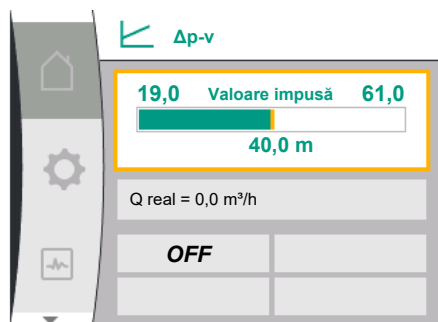 Δp-v
19,0 Valoare impusă 61,0
40,0 m
Q real = 0,0 m³/h
OFF